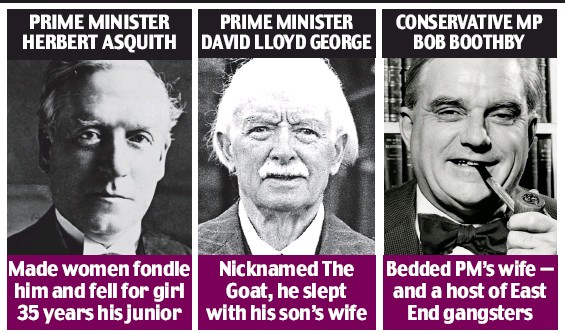 PRIME MINISTER
HERBERT ASQUITH
PRIME MINISTER
DAVID LLOYD GEORGE
CONSERVATIVE MP
BOB BOOTHBY
Made women fondle
him and fell for girl
35 years his junior
Nicknamed The
Goat, he slept
with his son's wife
Bedded PM's wife —
and a host of East
End gangsters